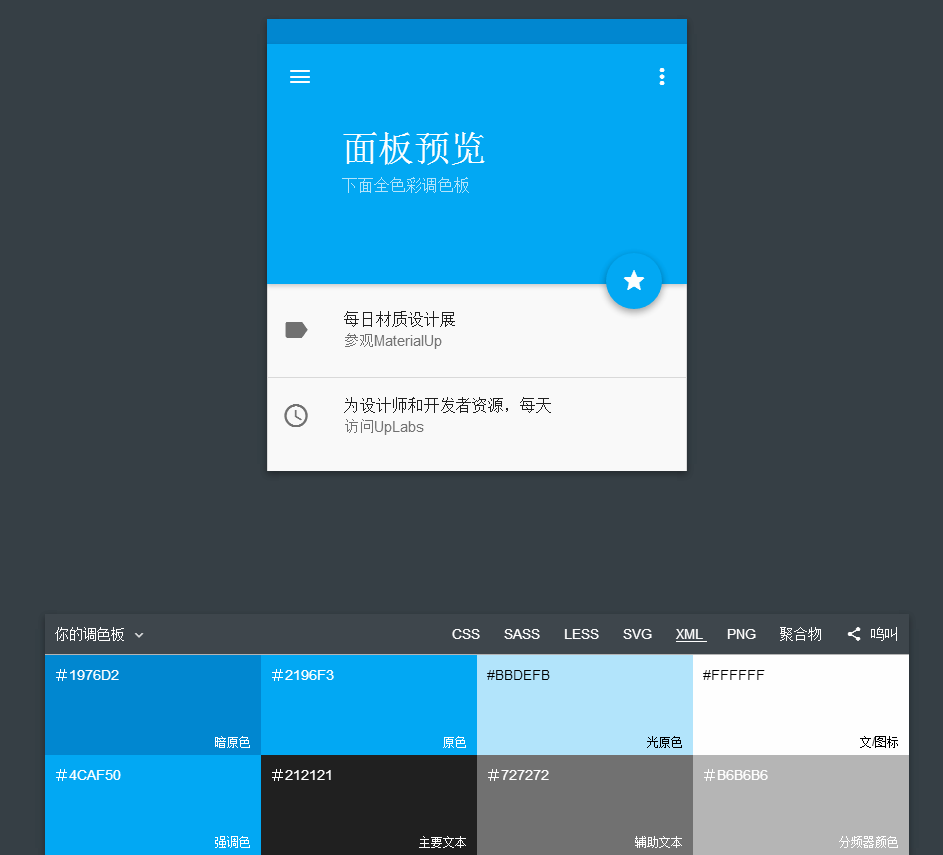 面板预览
下面全色彩调色板
每日材质设计展
参观MaterialUp
为设计师和开发者资源，每天
访问UpLabs
你的调色板 CSS SASS LESS SVG XML PNG 聚合物 鸣叫
#1976D2 #2196F3 #BBDEFB #FFFFFF
暗原色 原色 光原色 文/图标
#4CAF50 #212121 #727272 #B6B6B6
强调色 主要文本 辅助文本 分频器颜色